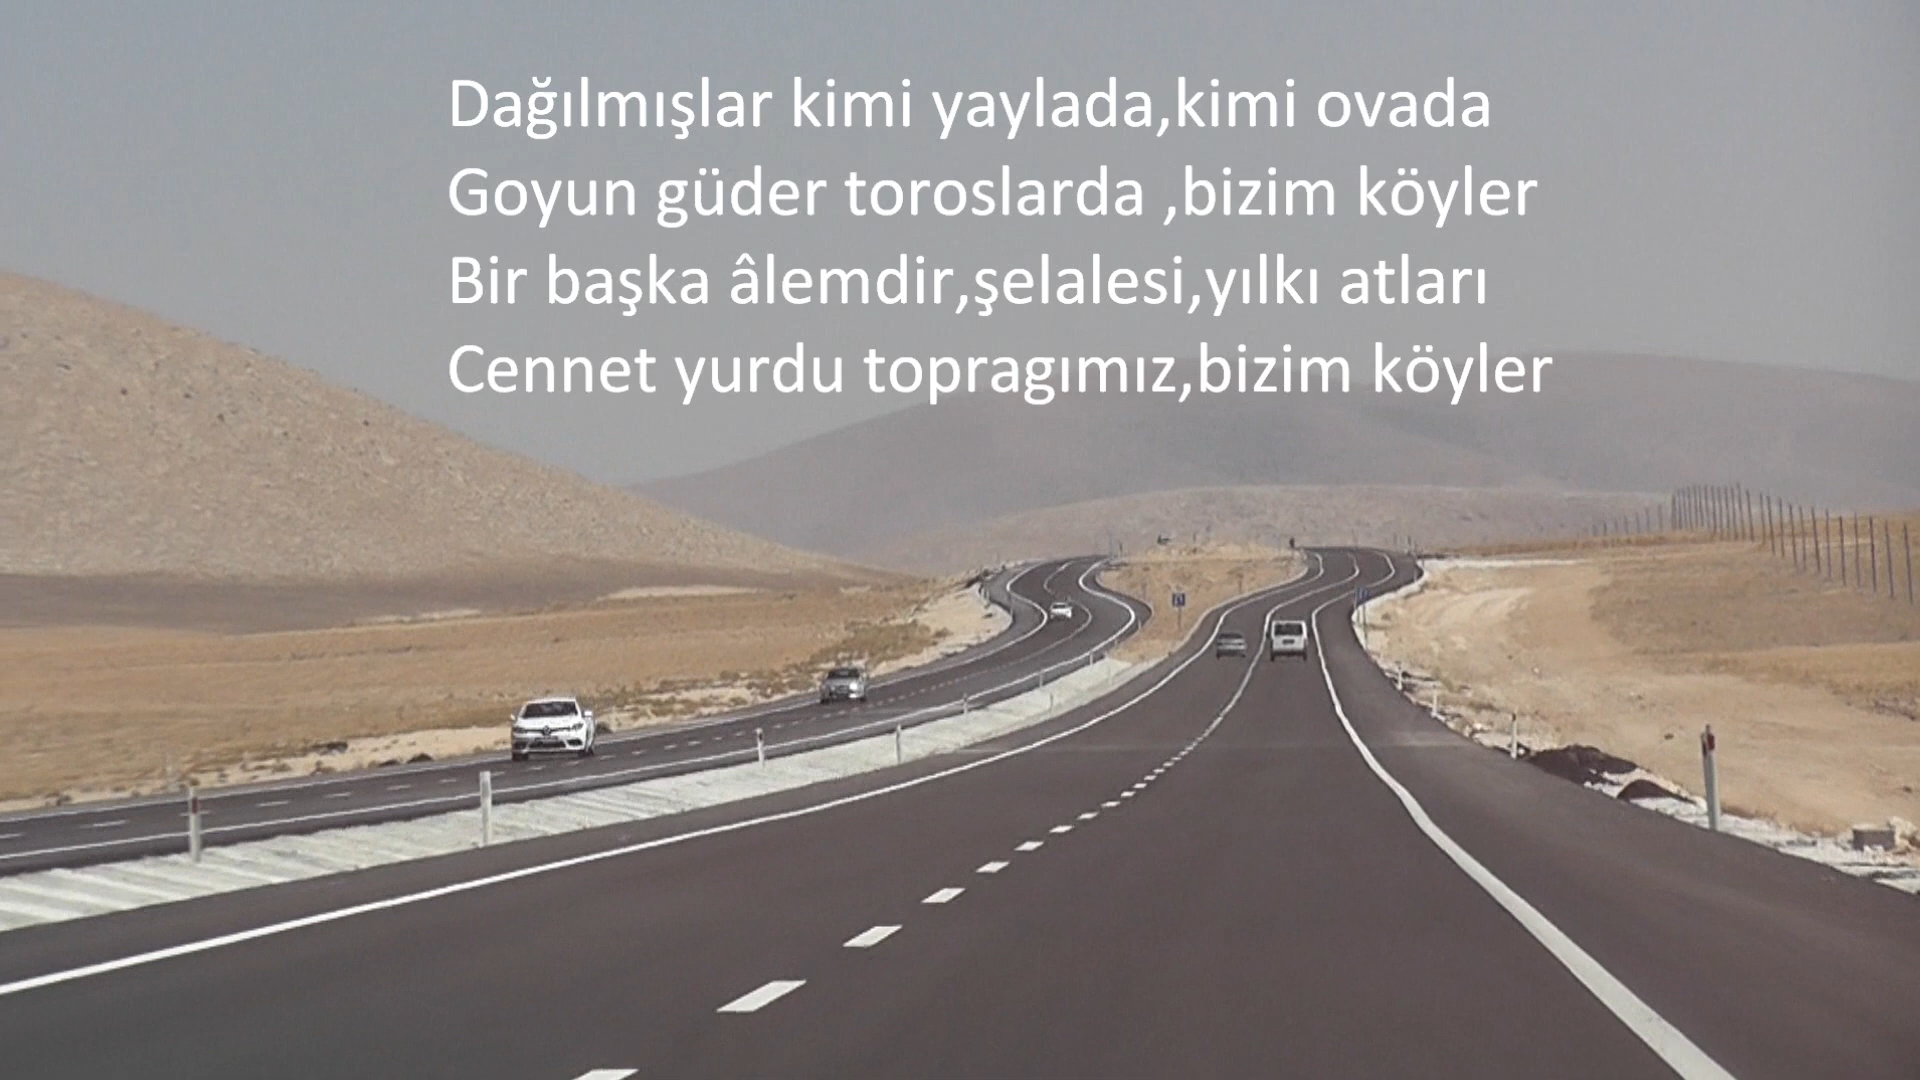 Dağılmışlar kimi yaylada,kimi ovada
Goyun güder toroslarda ,bizim köyler
Bir başka âlemdir,şelalesi,yılkı atları
Cennet yurdu topragımız,bizim köyler